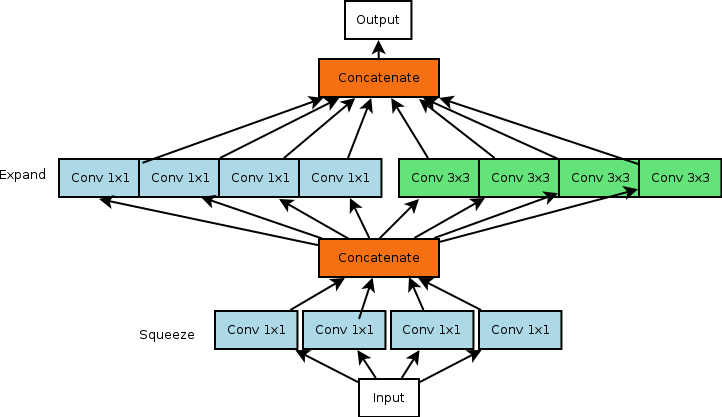 Output
Concatenate
Expand
Conv 1x1 Conv 1x1 Conv 1x1 Conv 1x1 Conv 3x3 Conv 3x3 Conv 3x3 Conv 3x3
Concatenate
Squeeze
Conv 1x1 Conv 1x1 Conv 1x1 Conv 1x1
Input